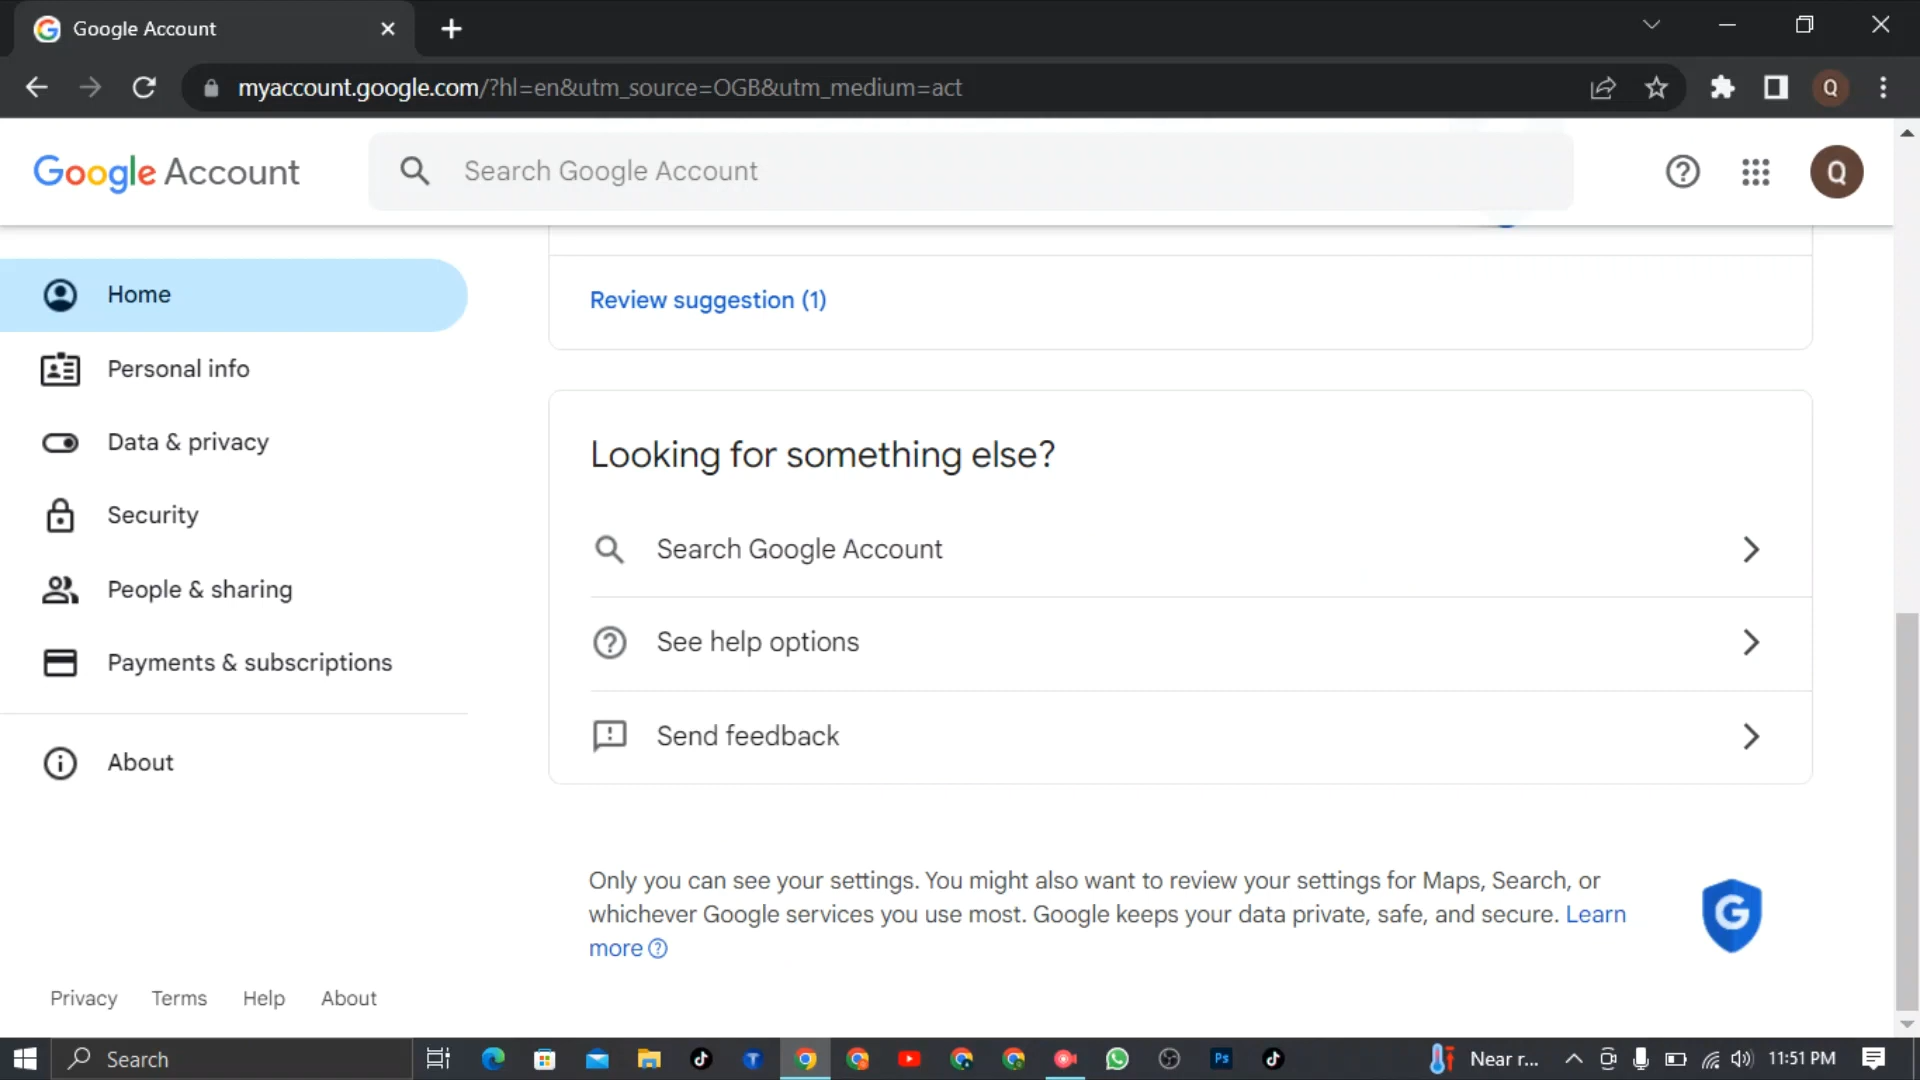 Google Account
myaccount.google.com/?hl=en&utm_source=OGB&utm_medium=act
Q
Google Account
Search Google Account
Q
Home
Personal info
Data & privacy
Security
People & sharing
Payments & subscriptions
About
Review suggestion (1)
Looking for something else?
Search Google Account
See help options
Send feedback
Only you can see your settings. You might also want to review your settings for Maps, Search, or
whichever Google services you use most. Google keeps your data private, safe, and secure. Learn
more
G
Privacy Terms Help About
Search
T
Ps
Near r...
11:51 PM